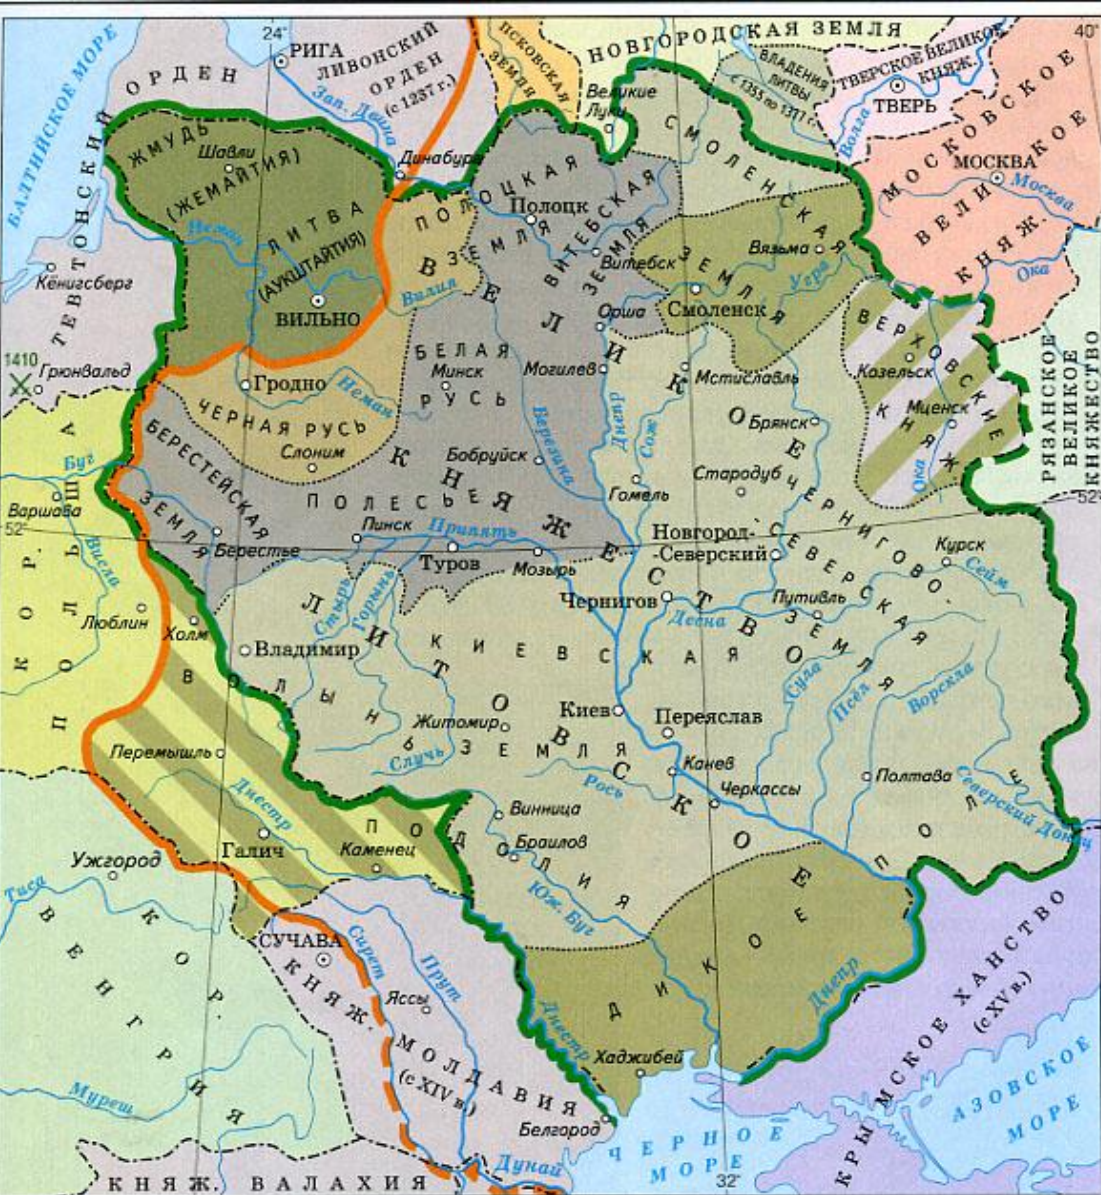 24°
40°
НОВГОРОДСКАЯ ЗЕМЛЯ
ПСКОВСКАЯ
ЗЕМЛЯ
РИГА
ЛИВОНСКИЙ
ОРДЕН
(с 1237 г.)
Зап. Двина
БАЛТИЙСКОЕ МОРЕ
ТЕВТОНСКИЙ ОРДЕН
Великие
Луки
ВЛАДЕНИЯ
ЛИТВЫ
с 1355 по
ТВЕРСКОЕ ВЕЛИКОЕ
КНЯЖ.
ТВЕРЬ
Волга
МОСКОВСКОЕ
ВЕЛИКОЕ
КНЯЖ.
МОСКВА
Москва
Ока
ЖМУДЬ
Шавли
(ЖЕМАЙТИЯ)
Динабург
ПОЛОЦКАЯ
ЗЕМЛЯ
Полоцк
ВИТЕБСКАЯ
ЗЕМЛЯ
Витебск
СМОЛЕНСКАЯ
ЗЕМЛЯ
Вязьма
Угра
Смоленск
Неман
ЛИТВА
(АУКШТАЙТИЯ)
ВИЛЬНО
Вилия
Кёнигсберг
Орша
1410
Грюнвальд
Гродно
Неман
ЧЕРНАЯ РУСЬ
Слоним
БЕЛАЯ
РУСЬ
Минск
Могилев
Мстиславль
ВЕРХОВСКИЕ
КНЯЖ.
Козельск
Мценск
Ока
РЯЗАНСКОЕ
ВЕЛИКОЕ
КНЯЖЕСТВО
ВЕЛИКОЕ
КНЯЖЕСТВО
ЛИТОВСКОЕ
Березина
Днепр
Сож
Брянск
Бобруйск
Гомель
Стародуб
БЕРЕСТЕЙСКАЯ
ЗЕМЛЯ
Берестье
ПОЛЕСЬЕ
Пинск
Припять
Туров
Мозырь
Буг
Варшава
52°
52°
Висла
КОР.
ПОЛЬША
Люблин
Холм
Новгород-
-Северский
ЧЕРНИГОВО-
-СЕВЕРСКАЯ
ЗЕМЛЯ
Курск
Сейм
Чернигов
Десна
Путивль
Стырь
Горынь
Владимир
ВОЛЫНЬ
КИЕВСКАЯ
ЗЕМЛЯ
Житомир
Случь
Киев
Переяслав
Сула
Псёл
Ворскла
Канев
Черкассы
Рось
Полтава
Северский Донец
Перемышль
Днестр
Галич
Каменец
ПОДОЛИЯ
Винница
Браилов
Юж. Буг
Ужгород
Тиса
КОР.
ВЕНГРИЯ
Муреш
СУЧАВА
Сирет
Прут
Яссы
КНЯЖ.
МОЛДАВИЯ
(с XIV в.)
ДИКОЕ ПОЛЕ
Днепр
Днестр
Хаджибей
Белгород
ЧЕРНОЕ
МОРЕ
32°
КРЫМСКОЕ ХАНСТВО
(с XV в.)
АЗОВСКОЕ
МОРЕ
Дунай
КНЯЖ. ВАЛАХИЯ